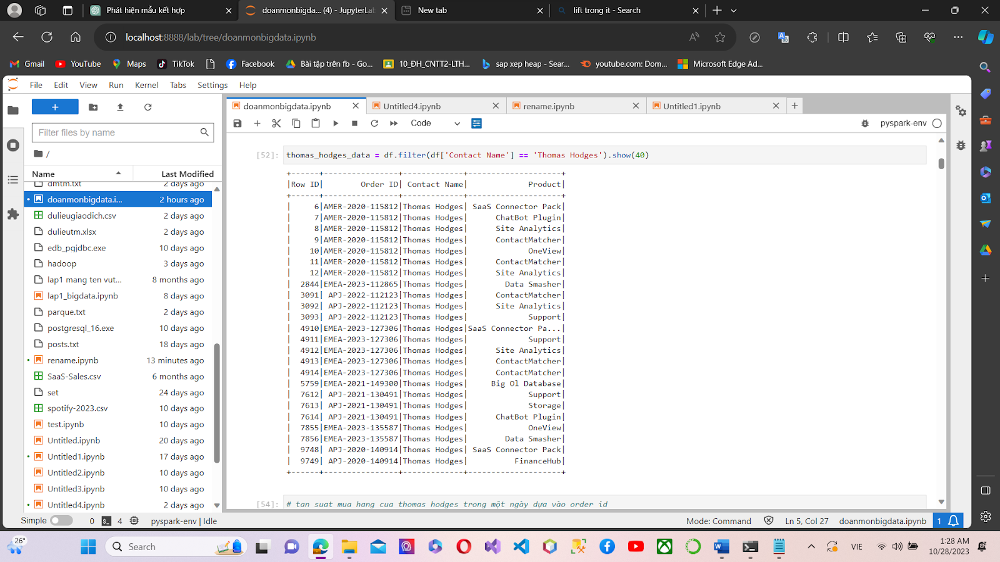 Phát hiện mẫu kết hợp
doanmonbigda... (4) - JupyterLab
New tab
lift trong it - Search
localhost:8888/lab/tree/doanmonbigdata.ipynb
Gmail YouTube Maps TikTok Facebook Bài tập trên fb - Go... 10_ĐH_CNTT2-LTH... sap xep heap - Sear... youtube.com: Dom... Microsoft Edge Ad...
File Edit View Run Kernel Tabs Settings Help
doanmonbigdata.ipynb Untitled4.ipynb rename.ipynb Untitled1.ipynb
Code pyspark-env
Filter files by name
/
Name Last Modified
dmtm.txt 2 days ago
doanmonbigdata.i... 2 hours ago
dulieugiaodich.csv 2 days ago
dulieutm.xlsx 2 days ago
edb_pgjdbc.exe 10 days ago
hadoop 3 days ago
lap1 mang ten vut... 8 months ago
lap1_bigdata.ipynb 8 days ago
parque.txt 2 days ago
postgresql_16.exe 10 days ago
posts.txt 18 days ago
rename.ipynb 13 minutes ago
SaaS-Sales.csv 6 months ago
set 24 days ago
spotify-2023.csv 10 days ago
test.ipynb 10 days ago
Untitled.ipynb 20 days ago
Untitled1.ipynb 17 days ago
Untitled2.ipynb 10 days ago
Untitled3.ipynb 10 days ago
Untitled4.ipynb 2 days ago
[52]: thomas_hodges_data = df.filter(df['Contact Name'] == 'Thomas Hodges').show(40)
+------+----------------+-------------+--------------------+
|Row ID| Order ID| Contact Name| Product|
+------+----------------+-------------+--------------------+
| 6|AMER-2020-115812|Thomas Hodges| SaaS Connector Pack|
| 7|AMER-2020-115812|Thomas Hodges| ChatBot Plugin|
| 8|AMER-2020-115812|Thomas Hodges| Site Analytics|
| 9|AMER-2020-115812|Thomas Hodges| ContactMatcher|
| 10|AMER-2020-115812|Thomas Hodges| OneView|
| 11|AMER-2020-115812|Thomas Hodges| ContactMatcher|
| 12|AMER-2020-115812|Thomas Hodges| Site Analytics|
| 2844|EMEA-2023-112865|Thomas Hodges| Data Smasher|
| 3091| APJ-2022-112123|Thomas Hodges| ContactMatcher|
| 3092| APJ-2022-112123|Thomas Hodges| Site Analytics|
| 3093| APJ-2022-112123|Thomas Hodges| Support|
| 4910|EMEA-2023-127306|Thomas Hodges|SaaS Connector Pa...|
| 4911|EMEA-2023-127306|Thomas Hodges| Support|
| 4912|EMEA-2023-127306|Thomas Hodges| Site Analytics|
| 4913|EMEA-2023-127306|Thomas Hodges| ContactMatcher|
| 4914|EMEA-2023-127306|Thomas Hodges| ContactMatcher|
| 5759|EMEA-2021-149300|Thomas Hodges| Big Ol Database|
| 7612| APJ-2021-130491|Thomas Hodges| Support|
| 7613| APJ-2021-130491|Thomas Hodges| Storage|
| 7614| APJ-2021-130491|Thomas Hodges| ChatBot Plugin|
| 7855|EMEA-2023-135587|Thomas Hodges| OneView|
| 7856|EMEA-2023-135587|Thomas Hodges| Data Smasher|
| 9748| APJ-2020-140914|Thomas Hodges| SaaS Connector Pack|
| 9749| APJ-2020-140914|Thomas Hodges| FinanceHub|
+------+----------------+-------------+--------------------+
[54]: # tan suat mua hang cua thomas hodges trong một ngày dựa vào order id
Simple 0 4 pyspark-env | Idle Mode: Command Ln 5, Col 27 doanmonbigdata.ipynb 1
26° Search VIE 1:28 AM
10/28/2023